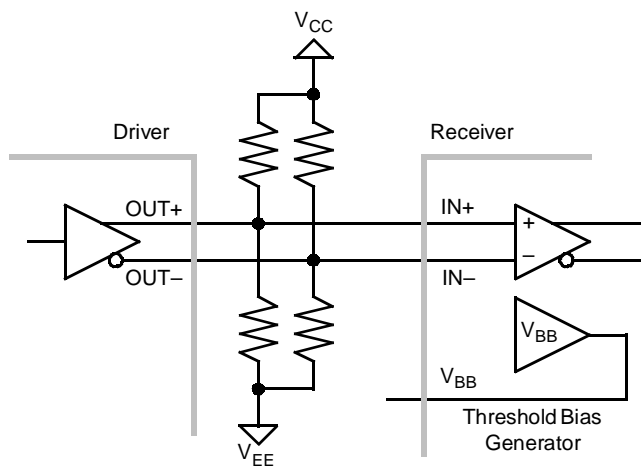 VCC
Driver
Receiver
OUT+
IN+
+
OUT–
IN–
–
VBB
VBB
Threshold Bias
Generator
VEE